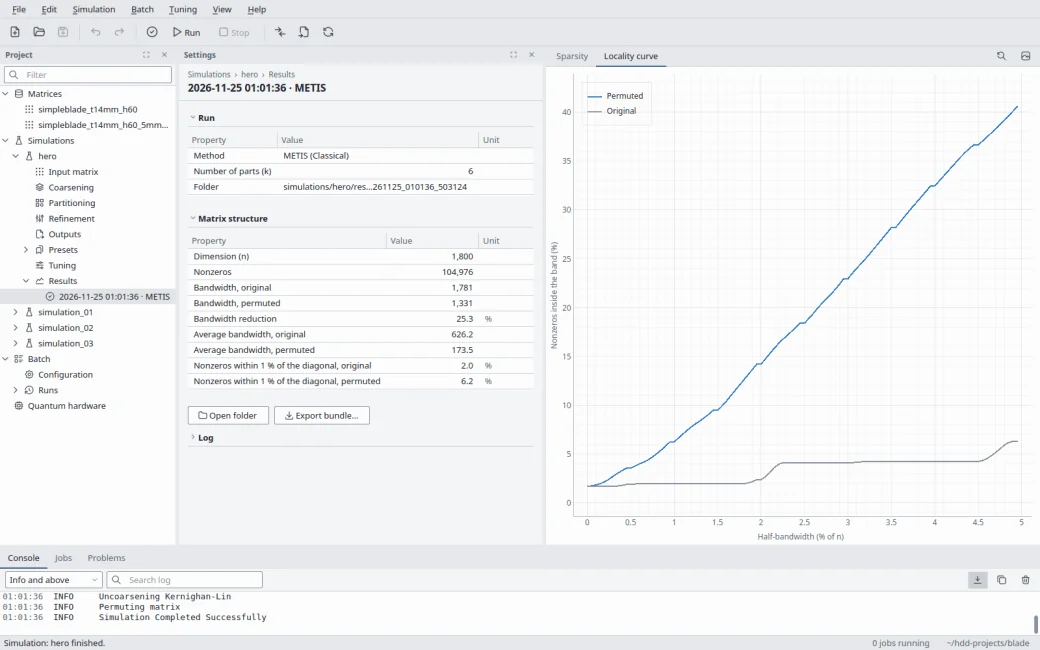 File Edit Simulation Batch Tuning View Help
Run Stop
Project
Filter
Matrices
simpleblade_t14mm_h60
simpleblade_t14mm_h60_5mm...
Simulations
hero
Input matrix
Coarsening
Partitioning
Refinement
Outputs
Presets
Tuning
Results
2026-11-25 01:01:36 · METIS
simulation_01
simulation_02
simulation_03
Batch
Configuration
Runs
Quantum hardware
Settings
Simulations › hero › Results
2026-11-25 01:01:36 · METIS
Run
Property Value Unit
Method METIS (Classical)
Number of parts (k) 6
Folder simulations/hero/res...261125_010136_503124
Matrix structure
Property Value Unit
Dimension (n) 1,800
Nonzeros 104,976
Bandwidth, original 1,781
Bandwidth, permuted 1,331
Bandwidth reduction 25.3 %
Average bandwidth, original 626.2
Average bandwidth, permuted 173.5
Nonzeros within 1 % of the diagonal, original 2.0 %
Nonzeros within 1 % of the diagonal, permuted 6.2 %
Open folder Export bundle...
Log
Sparsity Locality curve
Permuted
Original
Nonzeros inside the band (%)
40
35
30
25
20
15
10
5
0
0 0.5 1 1.5 2 2.5 3 3.5 4 4.5 5
Half-bandwidth (% of n)
Console Jobs Problems
Info and above Search log
01:01:36 INFO Uncoarsening Kernighan-Lin
01:01:36 INFO Permuting matrix
01:01:36 INFO Simulation Completed Successfully
Simulation: hero finished. 0 jobs running ~/hdd-projects/blade